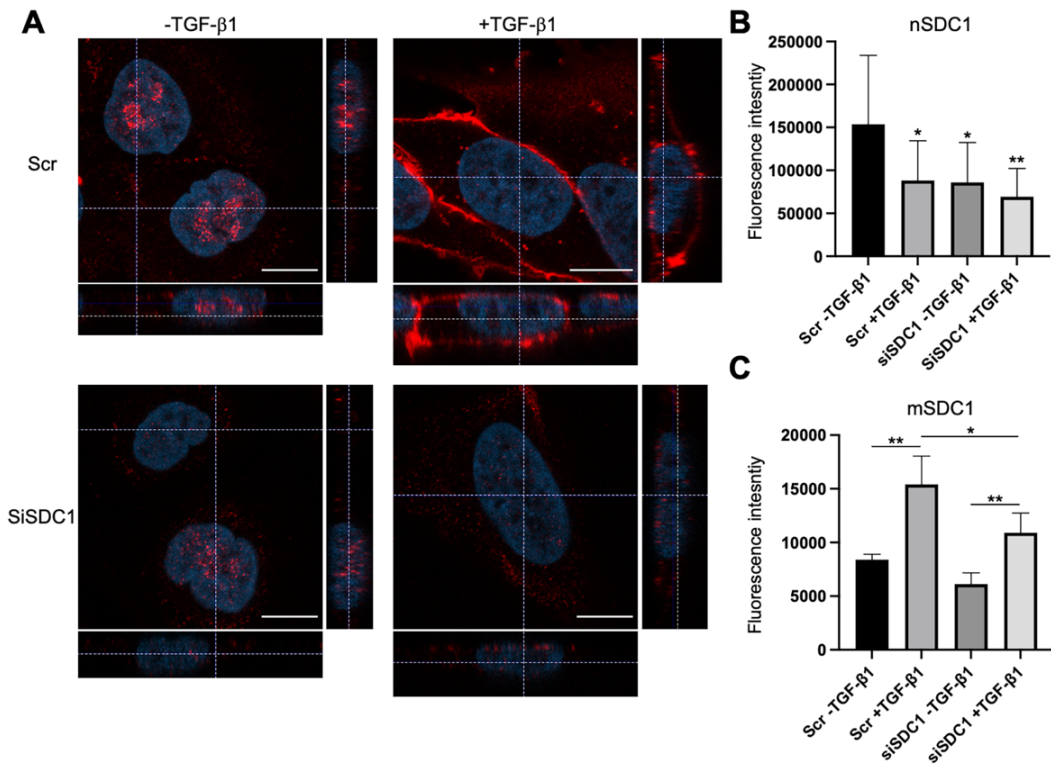 A
-TGF-β1
+TGF-β1
Scr
SiSDC1
B
nSDC1
Fluorescence intesntiy
250000
200000
150000
100000
50000
0
*
*
**
Scr -TGF-β1
Scr +TGF-β1
siSDC1 -TGF-β1
SiSDC1 +TGF-β1
C
mSDC1
Fluorescence intesntiy
20000
15000
10000
5000
0
**
*
**
Scr -TGF-β1
Scr +TGF-β1
siSDC1 -TGF-β1
siSDC1 +TGF-β1